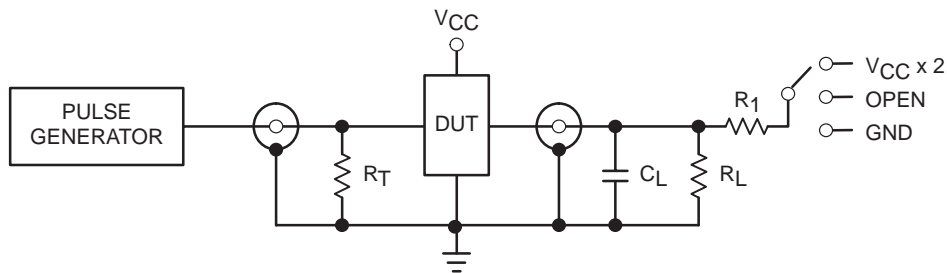 VCC
PULSE
GENERATOR
DUT
RT
CL
RL
R1
VCC x 2
OPEN
GND